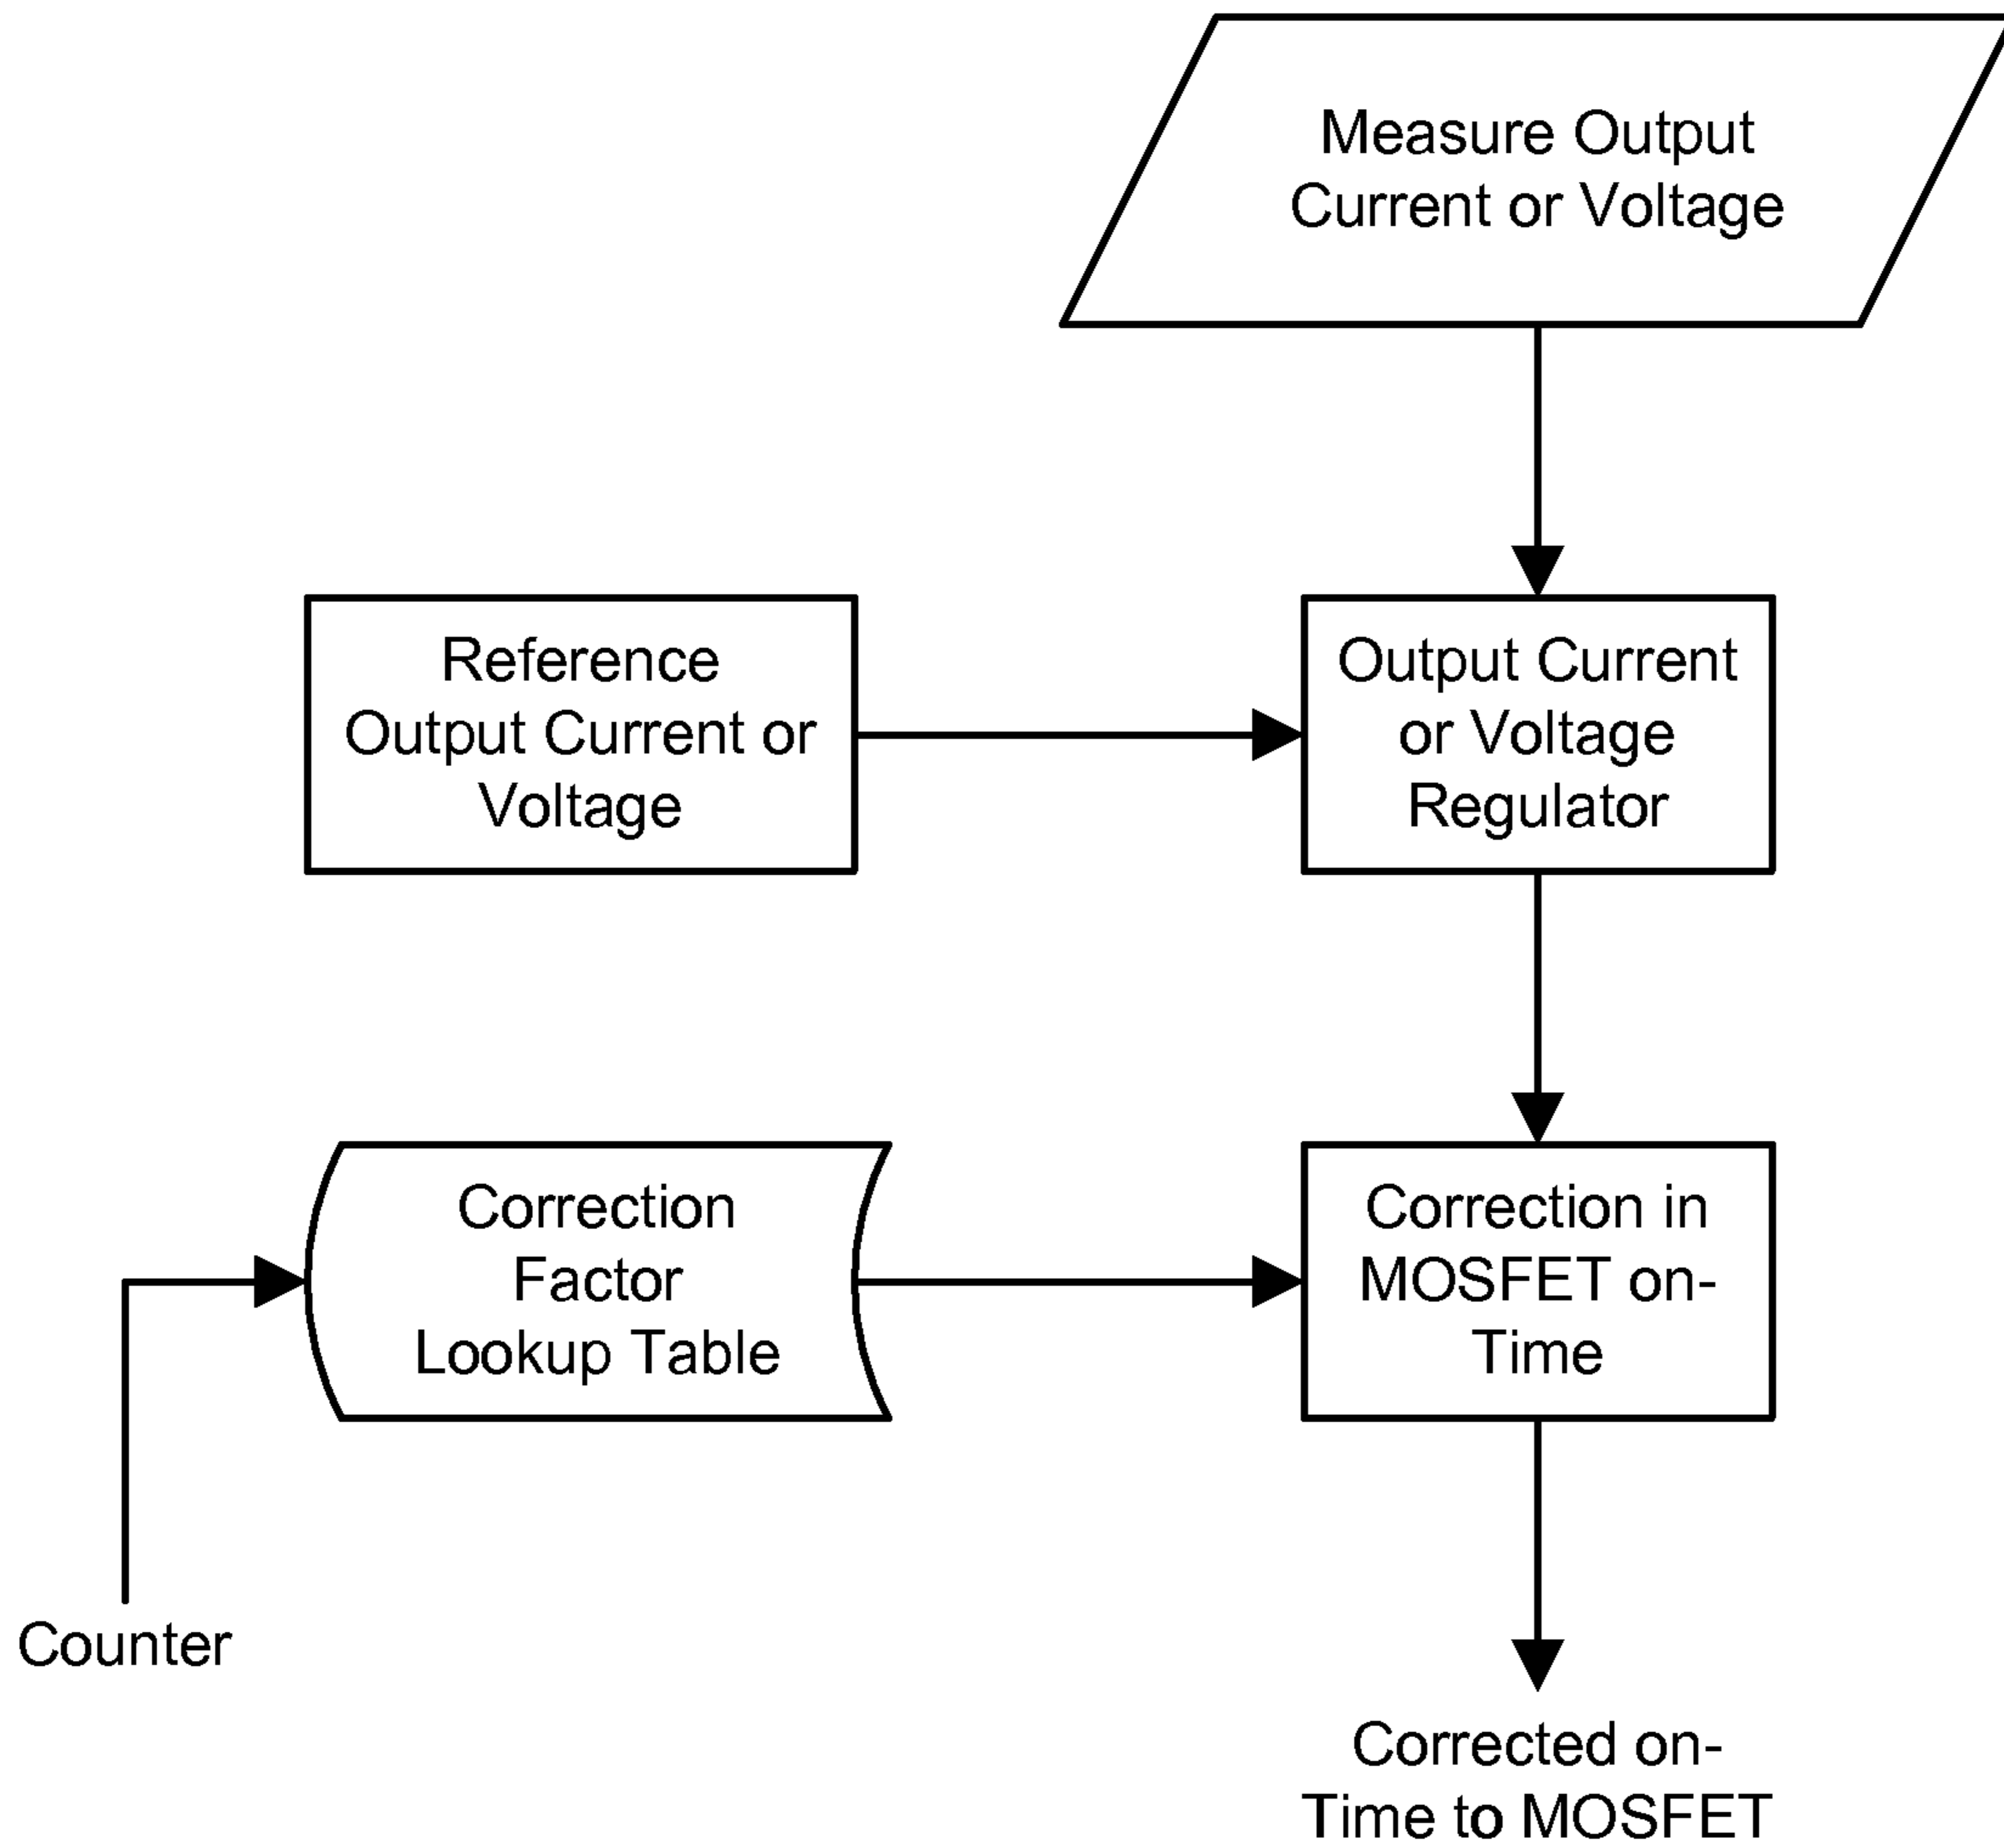 Measure Output
Current or Voltage
Reference
Output Current or
Voltage
Output Current
or Voltage
Regulator
Correction
Factor
Lookup Table
Correction in
MOSFET on-
Time
Counter
Corrected on-
Time to MOSFET